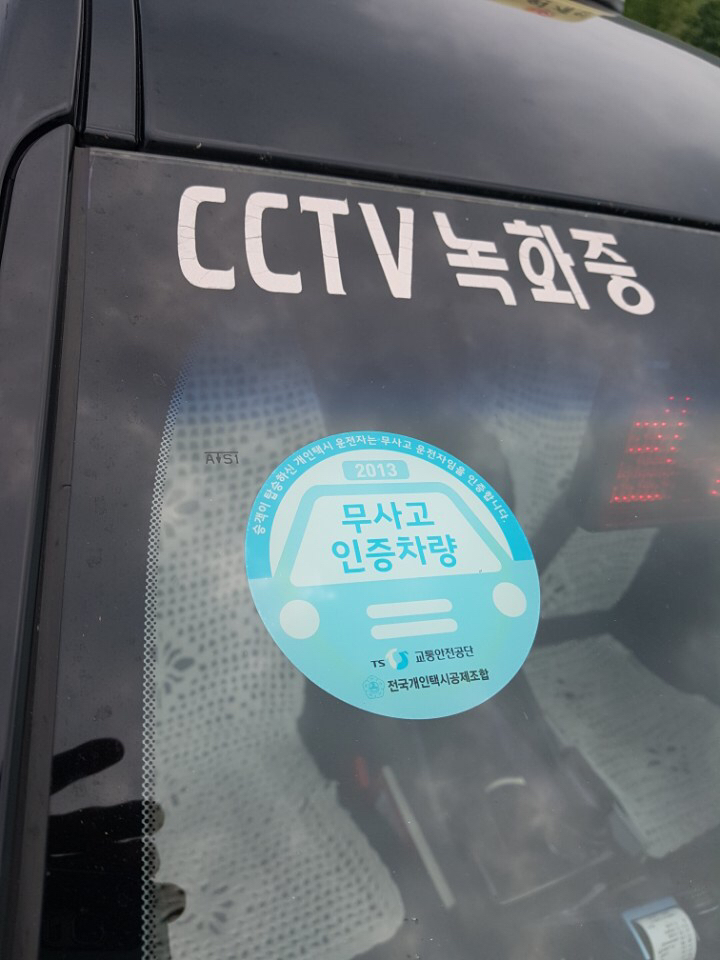 CCTV 녹화중
승객이 탑승하신 개인택시 운전자는 무사고 운전자임을 인증합니다.
2013
무사고
인증차량
TS 교통안전공단
전국개인택시공제조합